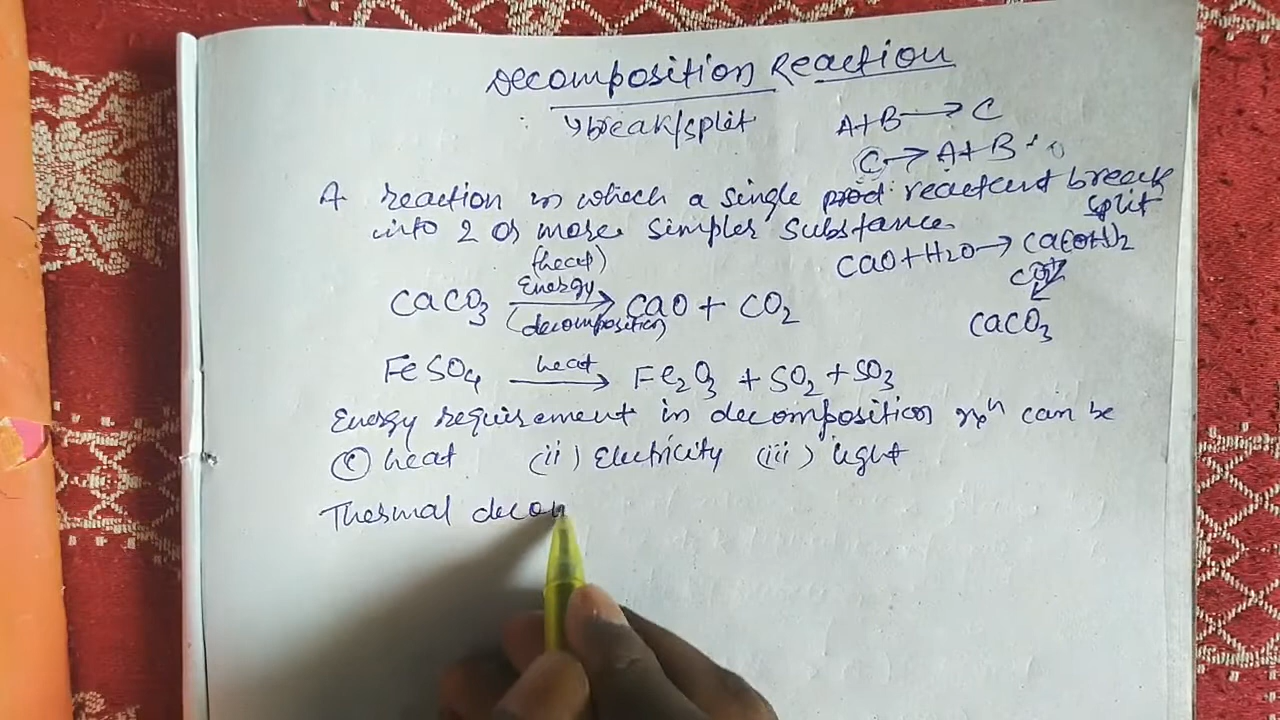 Decomposition Reaction
↳break/split
A+B → C
C → A+ B +
A reaction in which a single reactent break
split
into 2 or more simpler substance.
CaO + H2O → Ca(OH)2
(heat)
Energy
CaCO3 → CaO + CO2
(decomposition)
CaCO3
heat
FeSO4 → Fe2O3 + SO2 + SO3
Energy requirement in decomposition rxn can be
(i) heat (ii) Electricity (iii) light
Thermal decom